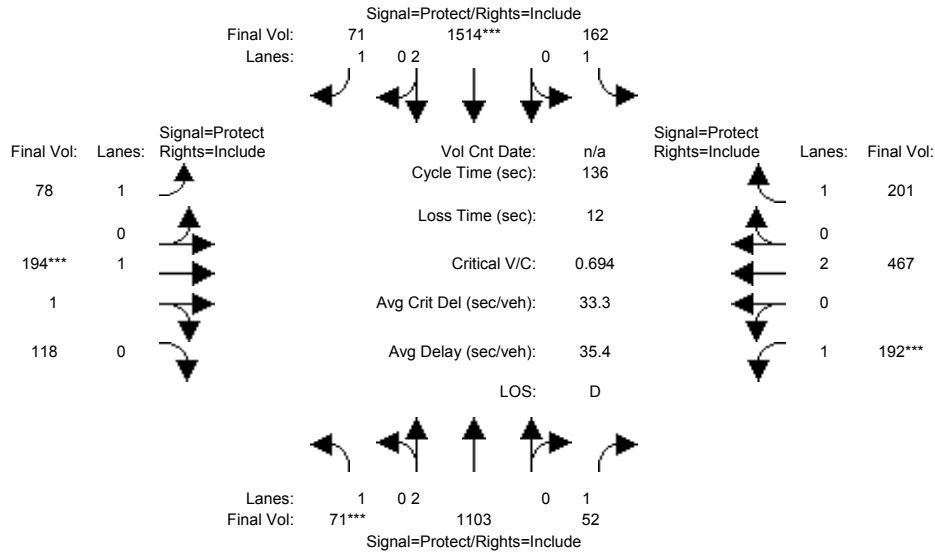 Signal=Protect/Rights=Include
Final Vol: 71 1514*** 162
Lanes: 1 0 2 0 1
Signal=Protect Signal=Protect
Final Vol: Lanes: Rights=Include Vol Cnt Date: n/a Rights=Include Lanes: Final Vol:
Cycle Time (sec): 136
78 1 1 201
Loss Time (sec): 12
0 0
194*** 1 Critical V/C: 0.694 2 467
1 Avg Crit Del (sec/veh): 33.3 0
118 0 Avg Delay (sec/veh): 35.4 1 192***
LOS: D
Lanes: 1 0 2 0 1
Final Vol: 71*** 1103 52
Signal=Protect/Rights=Include